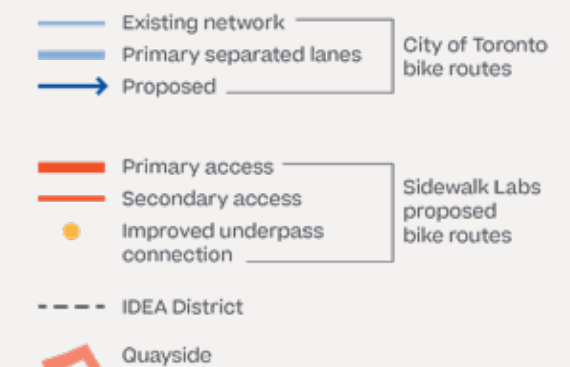 Existing network
Primary separated lanes
Proposed
City of Toronto
bike routes
Primary access
Secondary access
Improved underpass
connection
Sidewalk Labs
proposed
bike routes
IDEA District
Quayside